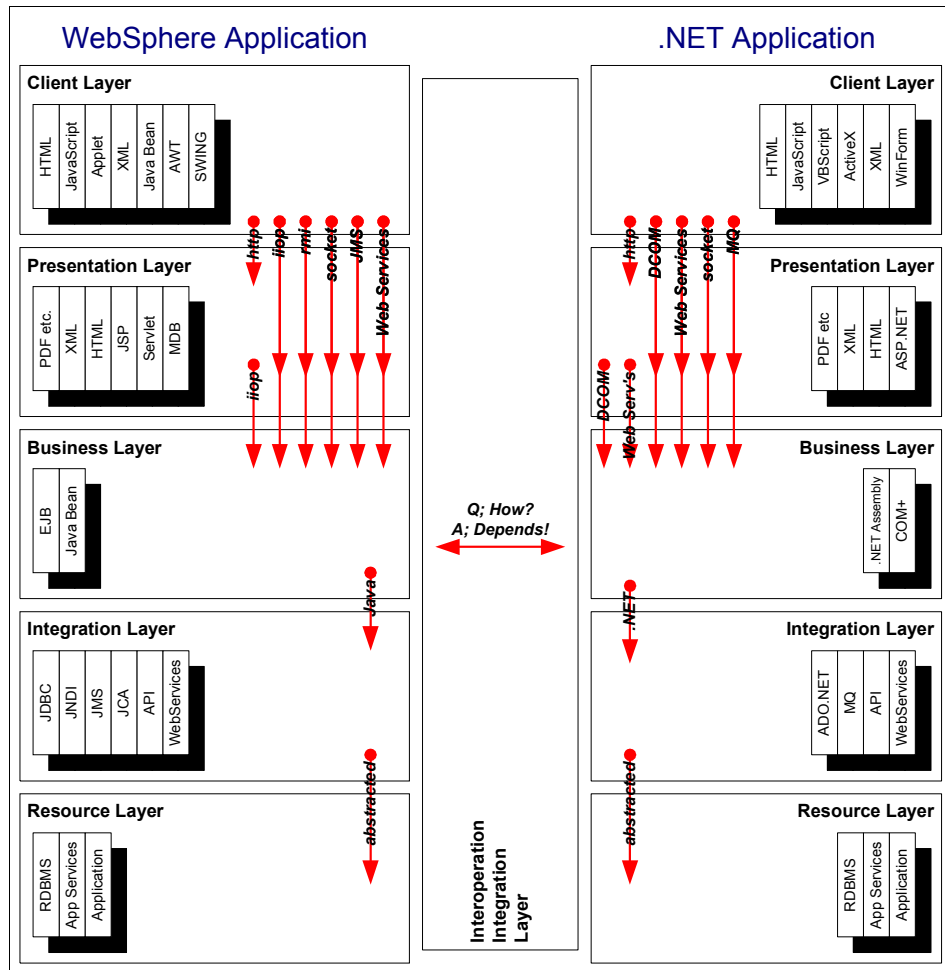 WebSphere Application
.NET Application
Client Layer
HTML
JavaScript
Applet
XML
Java Bean
AWT
SWING
http
iiop
rmi
socket
JMS
Web Services
Presentation Layer
PDF etc.
XML
HTML
JSP
Servlet
MDB
iiop
Business Layer
EJB
Java Bean
Java
Integration Layer
JDBC
JNDI
JMS
JCA
API
WebServices
abstracted
Resource Layer
RDBMS
App Services
Application
Q; How?
A; Depends!
Interoperation
Integration
Layer
Client Layer
HTML
JavaScript
VBScript
ActiveX
XML
WinForm
http
DCOM
Web Services
socket
MQ
Presentation Layer
PDF etc
XML
HTML
ASP.NET
DCOM
Web Serv's
Business Layer
.NET Assembly
COM+
.NET
Integration Layer
ADO.NET
MQ
API
WebServices
abstracted
Resource Layer
RDBMS
App Services
Application